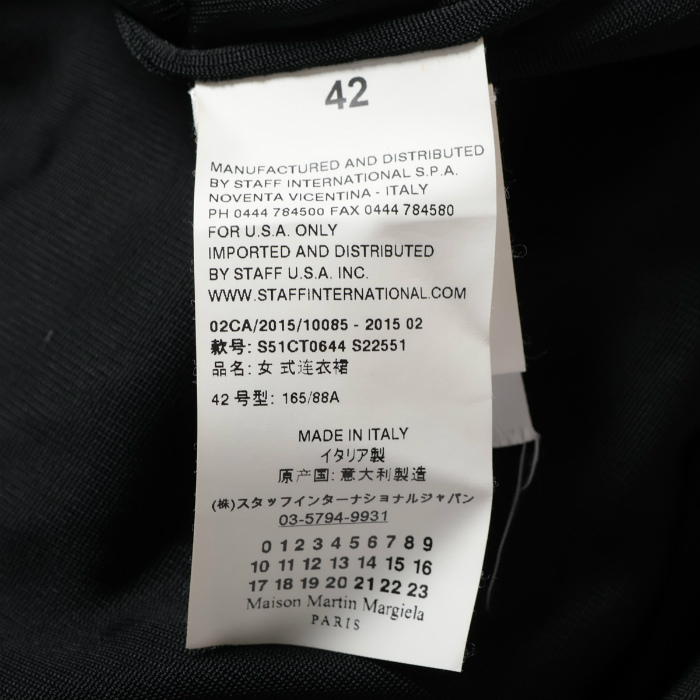 42
MANUFACTURED AND DISTRIBUTED
BY STAFF INTERNATIONAL S.P.A.
NOVENTA VICENTINA - ITALY
PH 0444 784500 FAX 0444 784580
FOR U.S.A. ONLY
IMPORTED AND DISTRIBUTED
BY STAFF U.S.A. INC.
WWW.STAFFINTERNATIONAL.COM
02CA/2015/10085 - 2015 02
款号: S51CT0644 S22551
品名: 女 式连衣裙
42 号型: 165/88A
MADE IN ITALY
イタリア製
原产国: 意大利製造
(株)スタッフインターナショナルジャパン
03-5794-9931
0 1 2 3 4 5 6 7 8 9
10 11 12 13 14 15 16
17 18 19 20 21 22 23
Maison Martin Margiela
PARIS